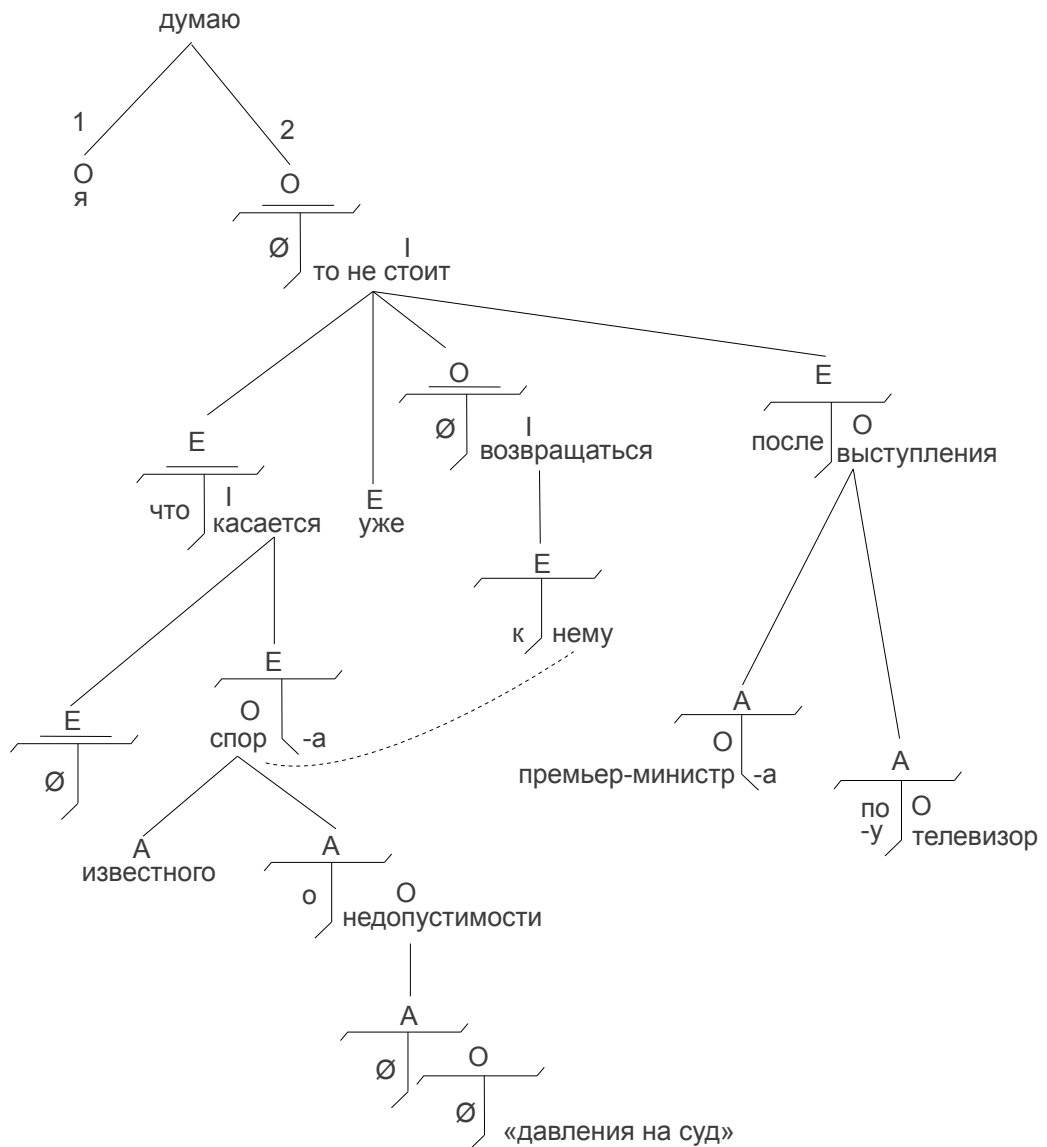 думаю
1
2
О
я
О
Ø
I
то не стоит
О
Е
Е
Ø
О
I
после
выступления
возвращаться
Е
что
I
касается
Е
уже
Е
к нему
Е
А
О
О
спор
-а
Е
премьер-министр -а
А
Ø
по
О
-у
телевизор
А
известного
А
о
О
недопустимости
А
Ø
О
Ø
«давления на суд»